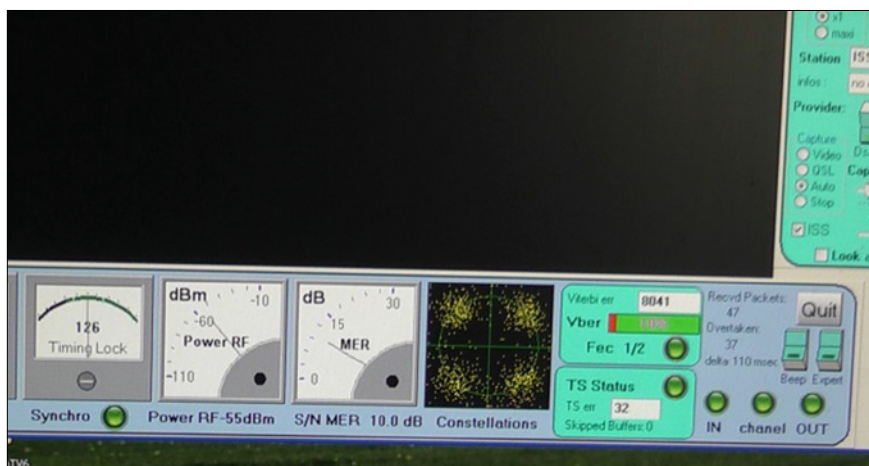 x1
maxi
Station ISS
infos : no
Provider:
Capture
Video
QSL
Auto
Stop
ISS
Look
dBm
-10
-60
Power RF
-110
dB
30
15
MER
0
126
Timing Lock
Synchro
Power RF-55dBm
S/N MER 10.0 dB
Constellations
Viterbi err 8041
Vber
Fec 1/2
TS Status
TS err 32
Skipped Buffers: 0
Recvd Packets:
47
Overtaken:
37
delta: 110 msec.
Quit
Beep Expert
IN chanel OUT